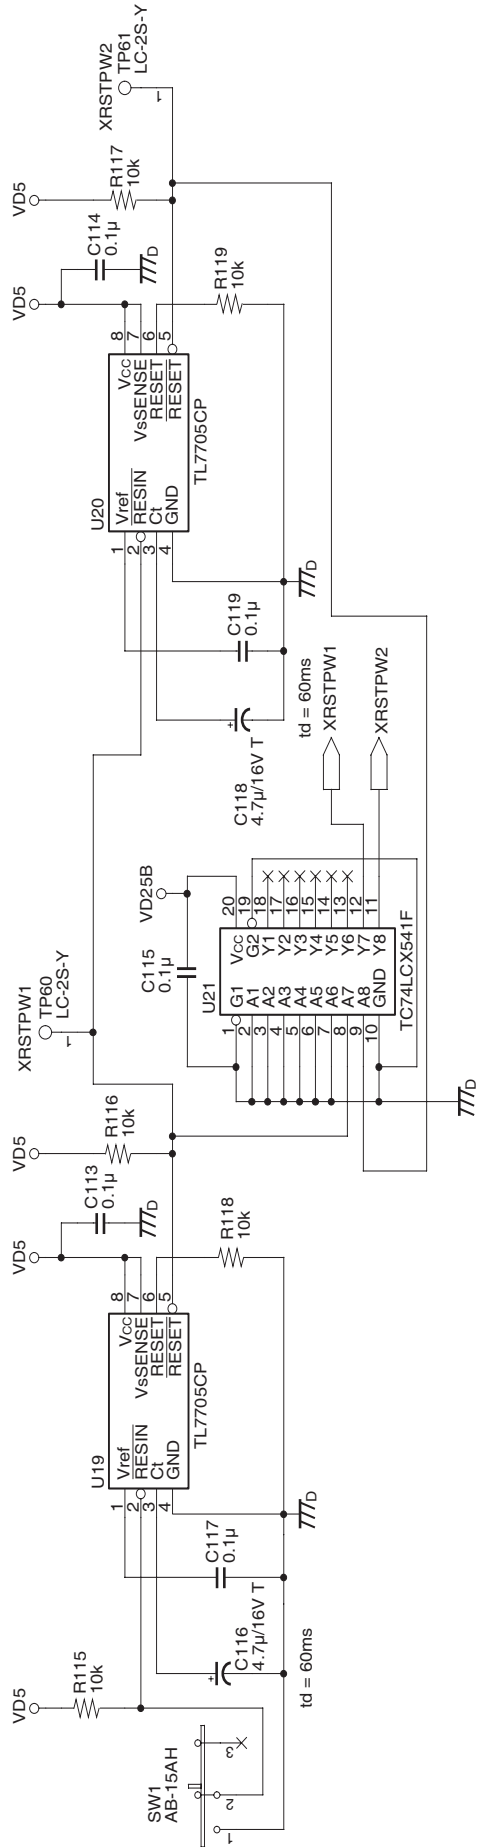 VD5
R115
10k
SW1
AB-15AH
1
2
3
U19
1
2
3
4
Vref
RESIN
Ct
GND
8
7
6
5
Vcc
VsSENSE
RESET
RESET
TL7705CP
C117
0.1µ
C116
4.7µ/16V T
td = 60ms
D
VD5
C113
0.1µ
D
R118
10k
VD5
R116
10k
XRSTPW1
TP60
LC-2S-Y
1
VD25B
C115
0.1µ
U21
1
2
3
4
5
6
7
8
9
10
G1
A1
A2
A3
A4
A5
A6
A7
A8
GND
20
19
18
17
16
15
14
13
12
11
Vcc
G2
Y1
Y2
Y3
Y4
Y5
Y6
Y7
Y8
TC74LCX541F
D
XRSTPW1
XRSTPW2
U20
1
2
3
4
Vref
RESIN
Ct
GND
8
7
6
5
Vcc
VsSENSE
RESET
RESET
TL7705CP
C119
0.1µ
C118
4.7µ/16V T
td = 60ms
D
VD5
C114
0.1µ
D
R119
10k
VD5
R117
10k
XRSTPW2
TP61
LC-2S-Y
1